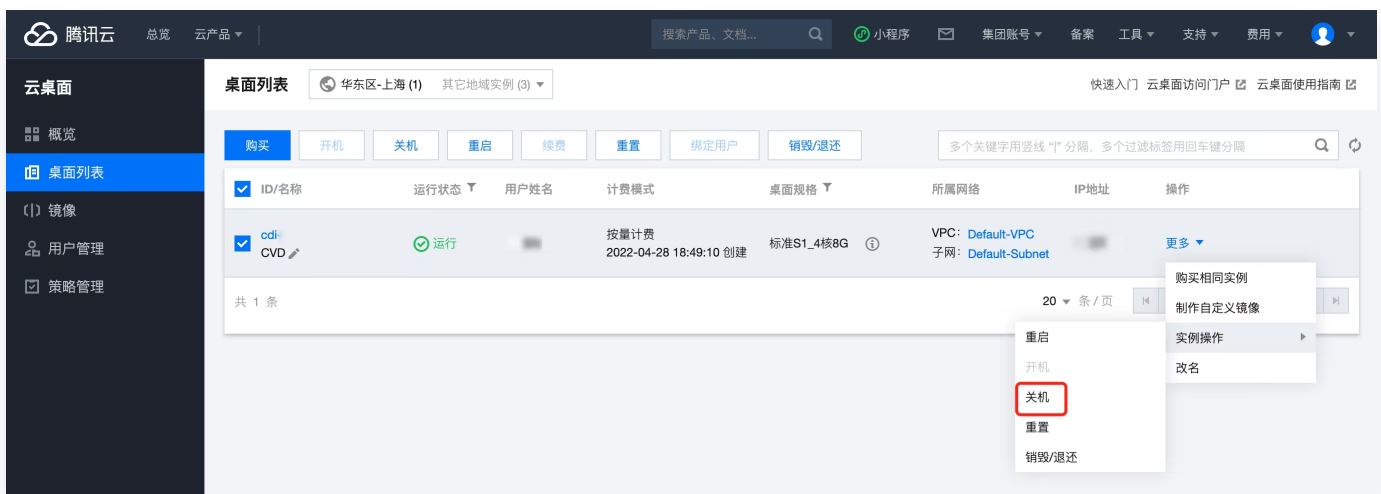 腾讯云 总览 云产品 搜索产品、文档... 小程序 集团账号 备案 工具 支持 费用
云桌面
概览
桌面列表
镜像
用户管理
策略管理
桌面列表 华东区-上海 (1) 其它地域实例 (3) 快速入门 云桌面访问门户 云桌面使用指南
购买 开机 关机 重启 续费 重置 绑定用户 销毁/退还 多个关键字用竖线 "|" 分隔，多个过滤标签用回车键分隔
ID/名称 运行状态 用户姓名 计费模式 桌面规格 所属网络 IP地址 操作
cdi-
CVD
运行
按量计费
2022-04-28 18:49:10 创建
标准S1_4核8G
VPC: Default-VPC
子网: Default-Subnet
更多
共 1 条 20 条 / 页
购买相同实例
制作自定义镜像
实例操作
改名
重启
开机
关机
重置
销毁/退还